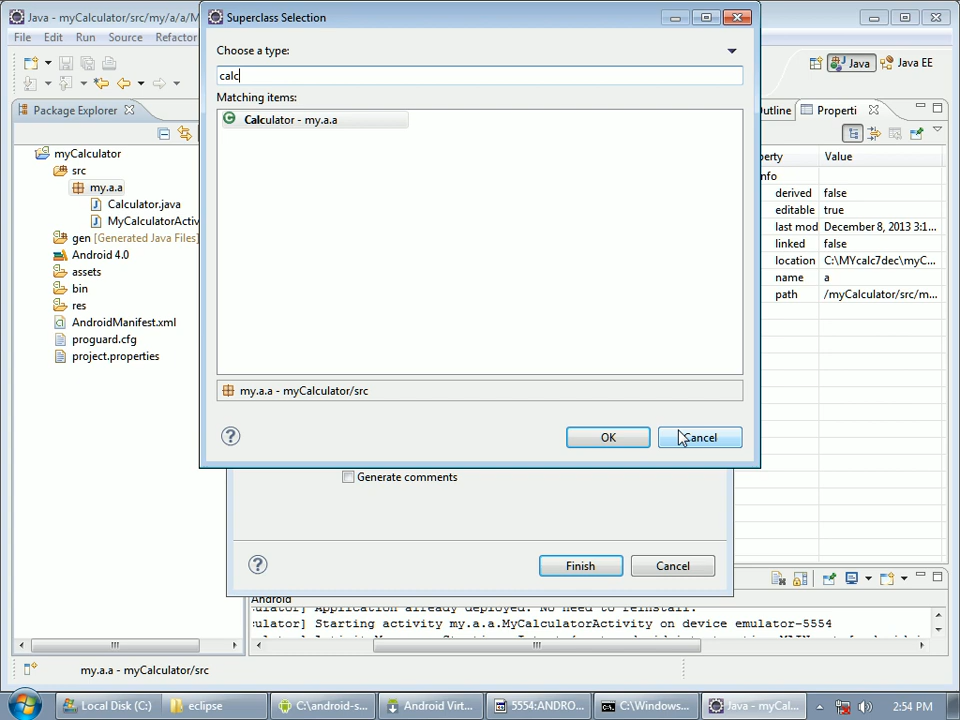 Java - myCalculator/src/my/a/a/M
Superclass Selection
File Edit Run Source Refactor
Choose a type:
calc
Matching items:
Calculator - my.a.a
my.a.a - myCalculator/src
OK
Cancel
Java
Java EE
Package Explorer
myCalculator
src
my.a.a
Calculator.java
MyCalculatorActiv
gen [Generated Java Files]
Android 4.0
assets
bin
res
AndroidManifest.xml
proguard.cfg
project.properties
Outline
Properti
perty Value
nfo
derived false
editable true
last mod December 8, 2013 3:1...
linked false
location C:\MYcalc7dec\myC...
name a
path /myCalculator/src/m...
Generate comments
Finish
Cancel
Android
ulator] Application already deployed. No need to reinstall.
ulator] Starting activity my.a.a.MyCalculatorActivity on device emulator-5554
my.a.a - myCalculator/src
Local Disk (C:)
eclipse
C:\android-s...
Android Virt...
5554:ANDRO...
C:\Windows...
Java - myCal...
2:54 PM